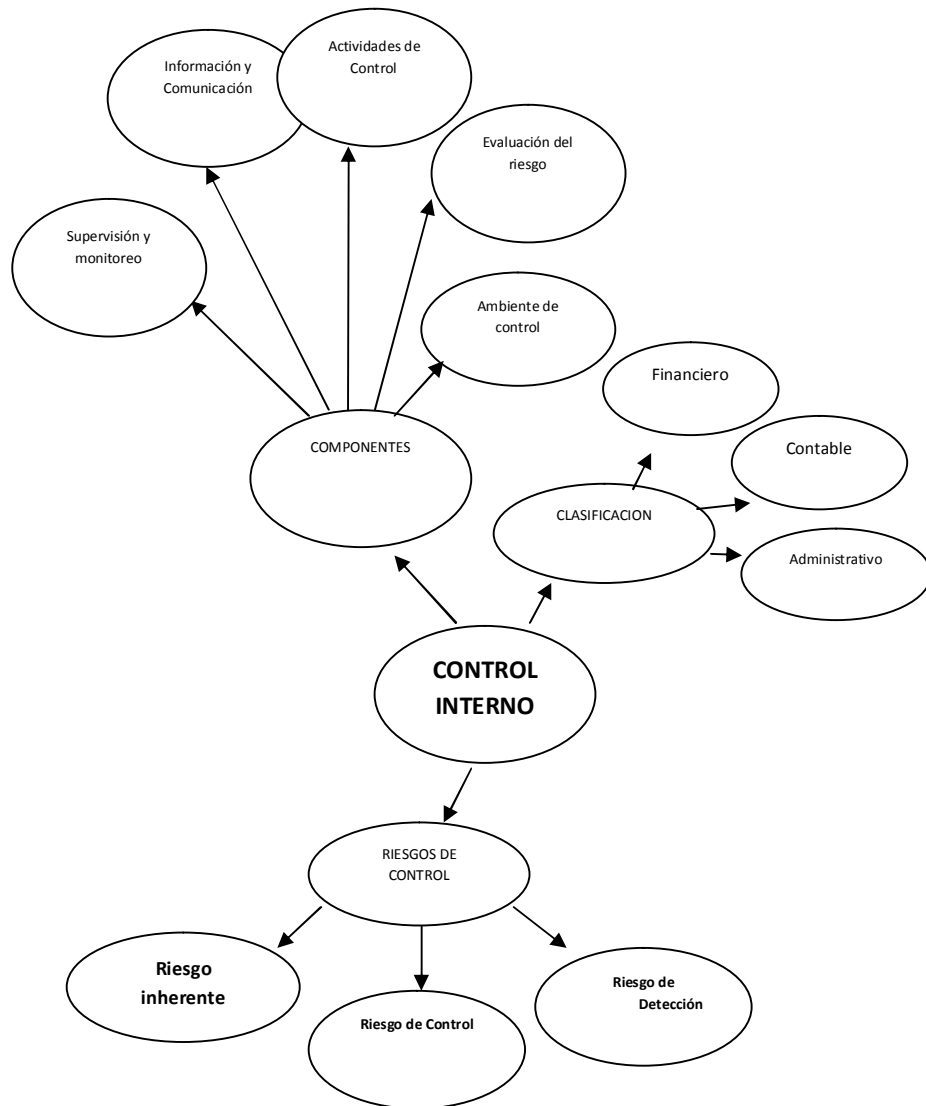 Actividades de
Control
Información y
Comunicación
Evaluación del
riesgo
Supervisión y
monitoreo
Ambiente de
control
Financiero
COMPONENTES
Contable
CLASIFICACION
Administrativo
CONTROL
INTERNO
RIESGOS DE
CONTROL
Riesgo
inherente
Riesgo de Control
Riesgo de
Detección